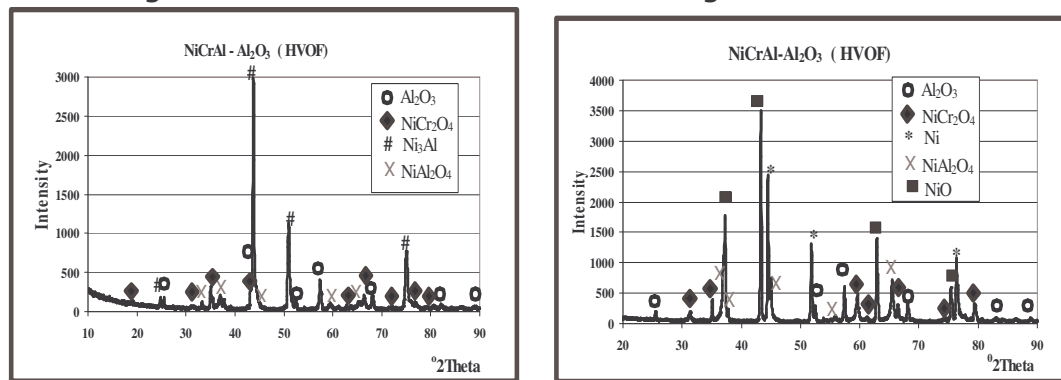 NiCrAl - Al₂O₃ ( HVOF)
Intensity
3000
2500
2000
1500
1000
500
0
O Al₂O₃
◆ NiCr₂O₄
# Ni₃Al
X NiAl₂O₄
10 20 30 40 50 60 70 80 90
⁰2Theta
NiCrAl-Al₂O₃ (HVOF)
Intensity
4000
3500
3000
2500
2000
1500
1000
500
0
O Al₂O₃
◆ NiCr₂O₄
* Ni
X NiAl₂O₄
■ NiO
20 30 40 50 60 70 80 90
⁰2Theta